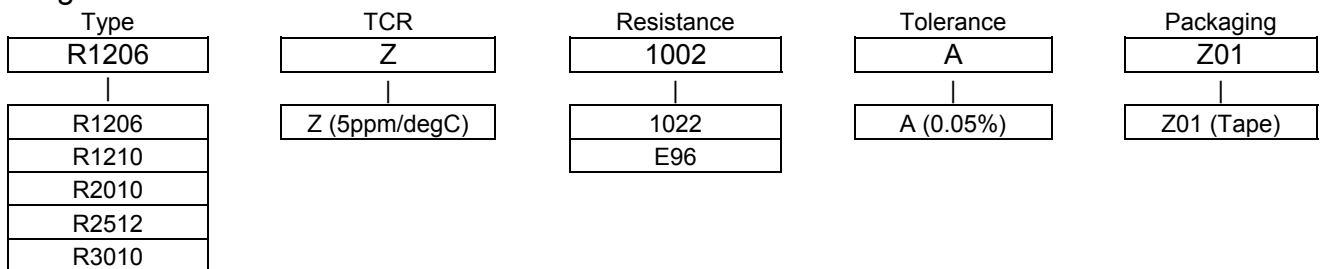 Type TCR Resistance Tolerance Packaging
R1206 Z 1002 A Z01
R1206 Z (5ppm/degC) 1022 A (0.05%) Z01 (Tape)
R1210 E96
R2010
R2512
R3010